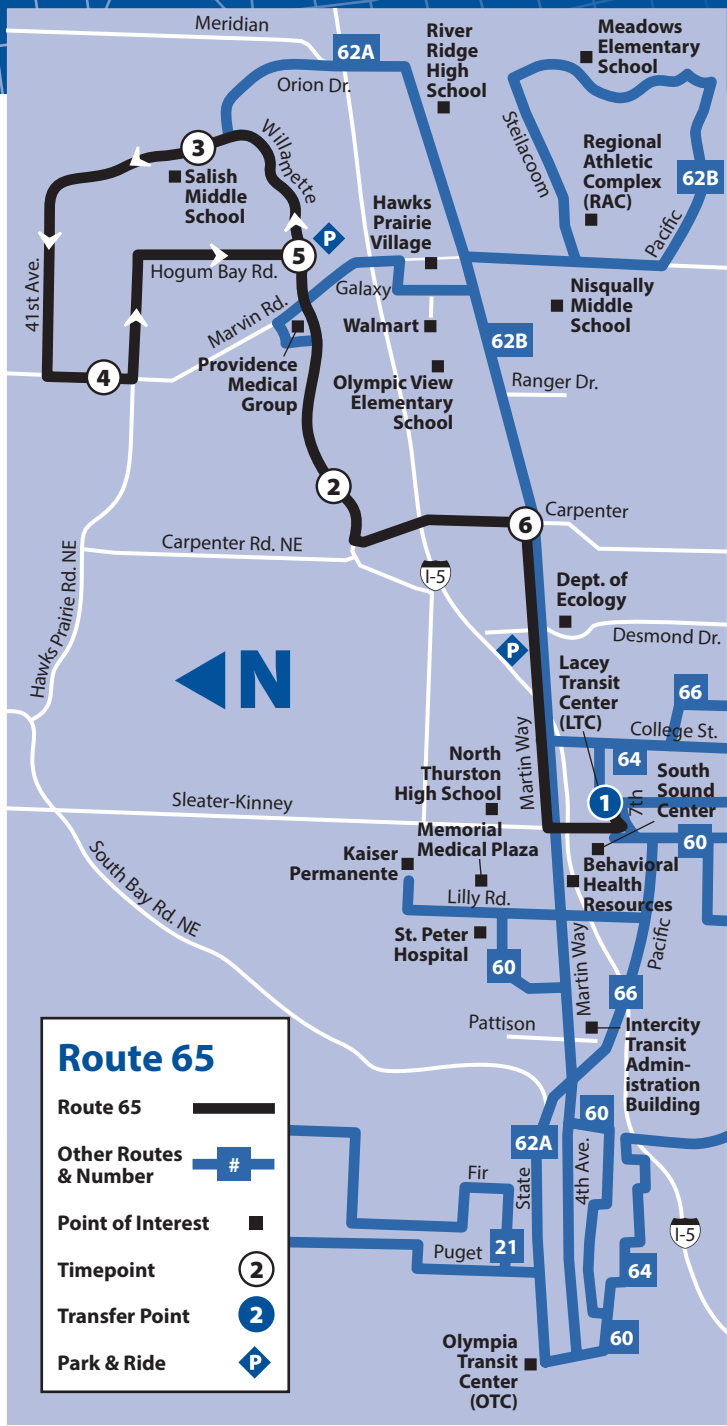 Meridian
62A
Orion Dr.
River
Ridge
High
School
Meadows
Elementary
School
Steilacoom
Regional
Athletic
Complex
(RAC)
62B
Pacific
Willamette
3
Salish
Middle
School
Hawks
Prairie
Village
P
5
41st Ave.
Hogum Bay Rd.
Galaxy
Marvin Rd.
Nisqually
Middle
School
Walmart
62B
4
Providence
Medical
Group
Olympic View
Elementary
School
Ranger Dr.
2
6
Carpenter
Carpenter Rd. NE
I-5
Hawks Prairie Rd. NE
Dept. of
Ecology
Desmond Dr.
P
N
Lacey
Transit
Center
(LTC)
66
College St.
64
Martin Way
North
Thurston
High School
1
7th
South
Sound
Center
Sleater-Kinney
Memorial
Medical Plaza
60
Kaiser
Permanente
Behavioral
Health
Resources
Lilly Rd.
South Bay Rd. NE
St. Peter
Hospital
60
Martin Way
Pacific
66
Pattison
Intercity
Transit
Admin-
istration
Building
60
62A
State
4th Ave.
Fir
21
Puget
I-5
64
60
Olympia
Transit
Center
(OTC)
Route 65
Route 65
Other Routes
& Number
#
Point of Interest
Timepoint
2
Transfer Point
2
Park & Ride
P